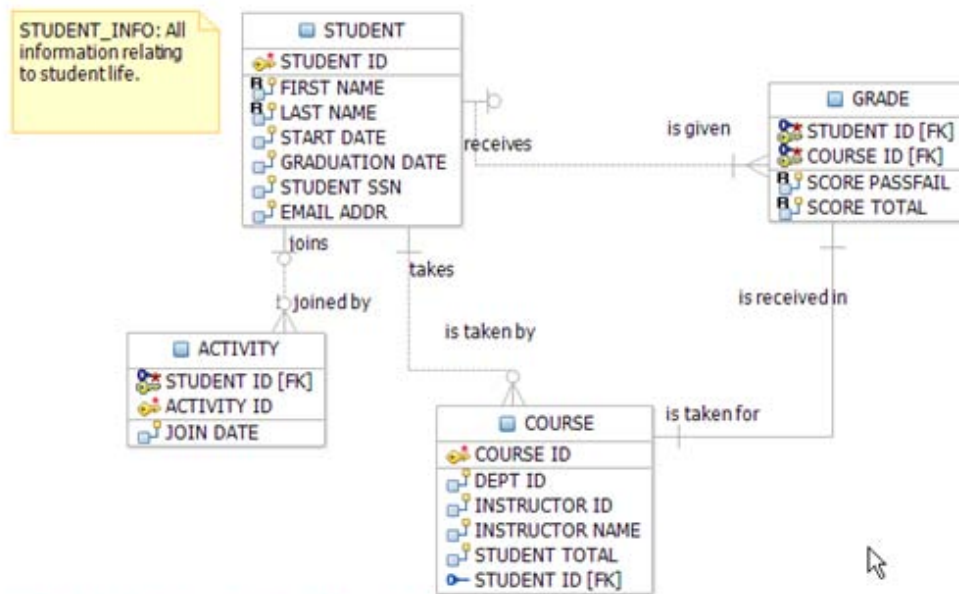 STUDENT_INFO: All
information relating
to student life.
STUDENT
STUDENT ID
FIRST NAME
LAST NAME
START DATE
GRADUATION DATE
STUDENT SSN
EMAIL ADDR
receives
is given
GRADE
STUDENT ID [FK]
COURSE ID [FK]
SCORE PASSFAIL
SCORE TOTAL
joins
takes
joined by
is taken by
is received in
ACTIVITY
STUDENT ID [FK]
ACTIVITY ID
JOIN DATE
is taken for
COURSE
COURSE ID
DEPT ID
INSTRUCTOR ID
INSTRUCTOR NAME
STUDENT TOTAL
STUDENT ID [FK]